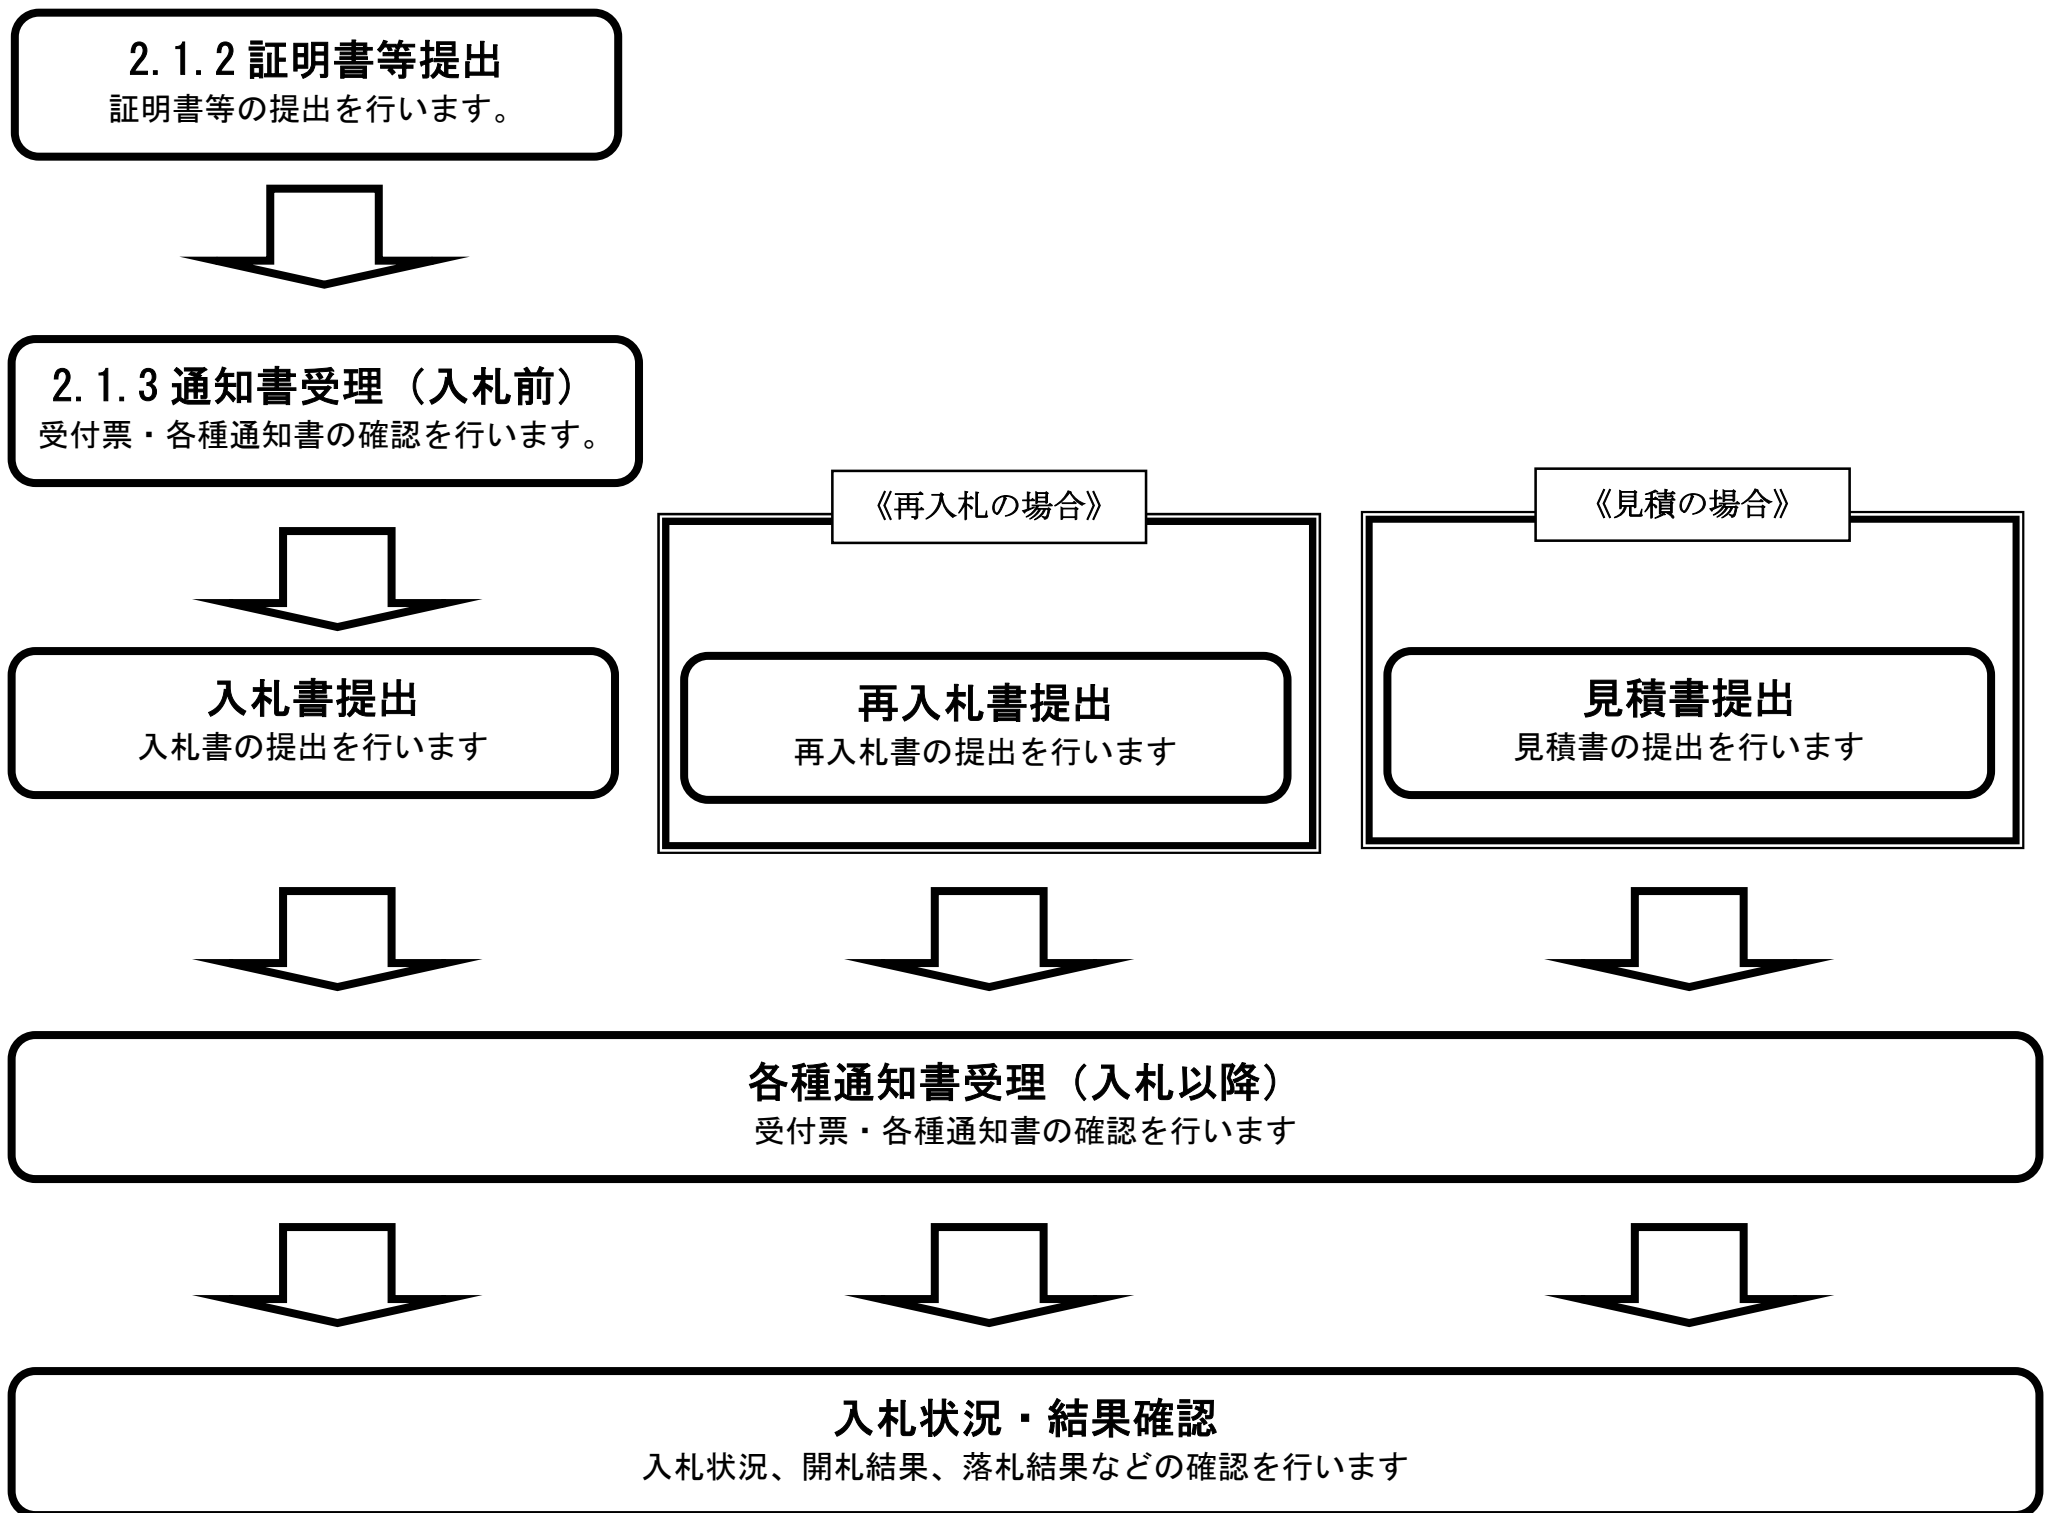 2.1.2 証明書等提出
証明書等の提出を行います。
2.1.3 通知書受理（入札前）
受付票・各種通知書の確認を行います。
《再入札の場合》
《見積の場合》
入札書提出
入札書の提出を行います
再入札書提出
再入札書の提出を行います
見積書提出
見積書の提出を行います
各種通知書受理（入札以降）
受付票・各種通知書の確認を行います
入札状況・結果確認
入札状況、開札結果、落札結果などの確認を行います